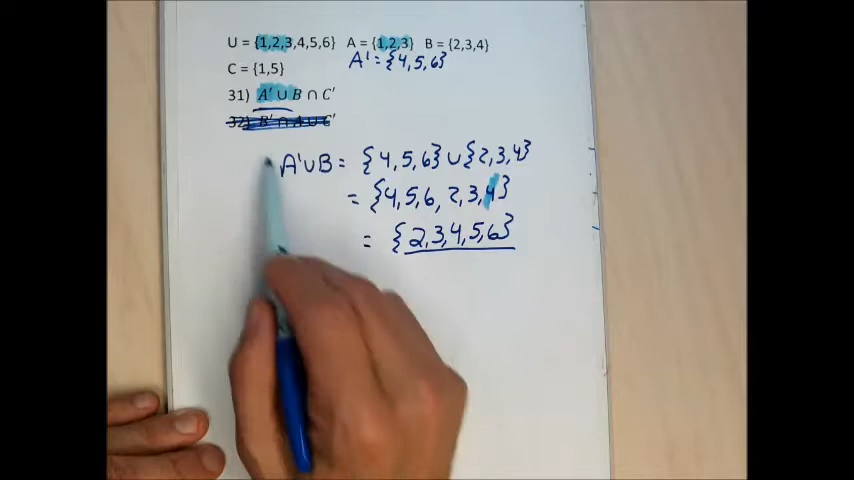 U = {1,2,3,4,5,6} A = {1,2,3} B = {2,3,4}
A' = {4,5,6}
C = {1,5}
31) A' ∪ B ∩ C'
32) B' ∩ A ∪ C'
A'∪B = {4,5,6} ∪ {2,3,4}
= {4,5,6, 2,3,4}
= {2,3,4,5,6}